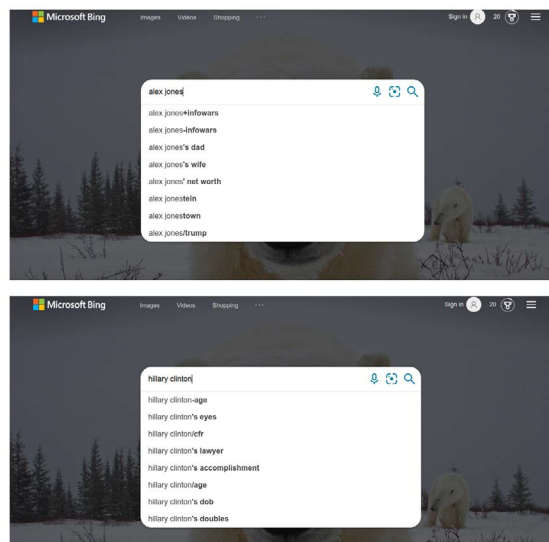 Microsoft Bing Images Videos Shopping ··· Sign in 20
alex jones
alex jones+infowars
alex jones-infowars
alex jones's dad
alex jones's wife
alex jones' net worth
alex jonestein
alex jonestown
alex jones/trump
Microsoft Bing Images Videos Shopping ··· Sign in 20
hillary clinton
hillary clinton-age
hillary clinton's eyes
hillary clinton/cfr
hillary clinton's lawyer
hillary clinton's accomplishment
hillary clinton/age
hillary clinton's dob
hillary clinton's doubles